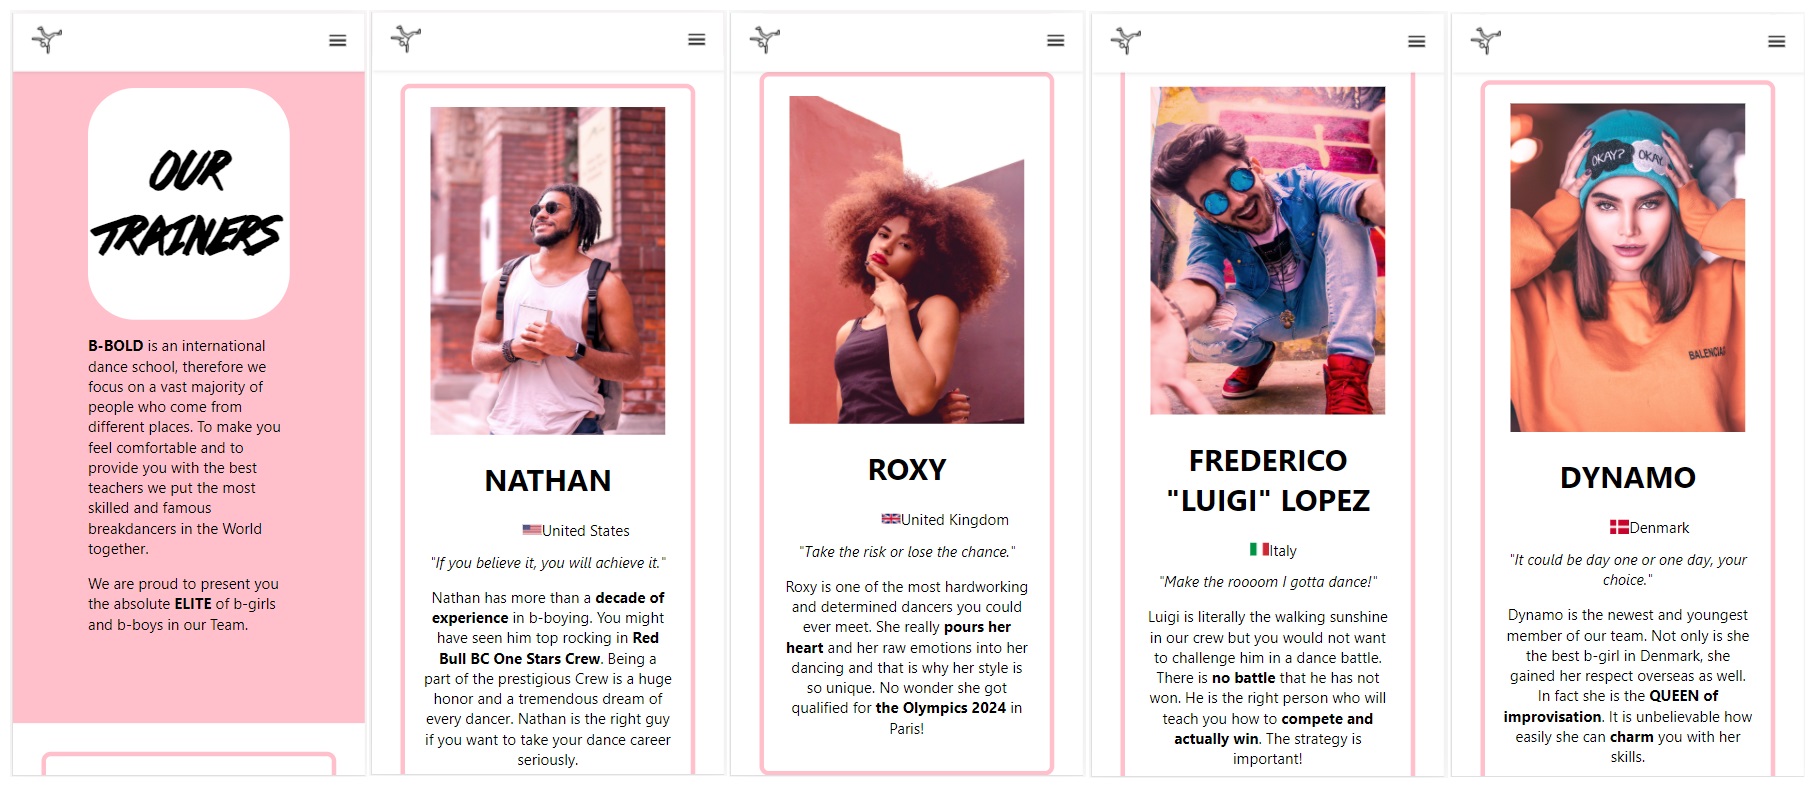 OUR
TRAINERS
B-BOLD is an international
dance school, therefore we
focus on a vast majority of
people who come from
different places. To make you
feel comfortable and to
provide you with the best
teachers we put the most
skilled and famous
breakdancers in the World
together.
We are proud to present you
the absolute ELITE of b-girls
and b-boys in our Team.
NATHAN
United States
"If you believe it, you will achieve it."
Nathan has more than a decade of
experience in b-boying. You might
have seen him top rocking in Red
Bull BC One Stars Crew. Being a
part of the prestigious Crew is a huge
honor and a tremendous dream of
every dancer. Nathan is the right guy
if you want to take your dance career
seriously.
ROXY
United Kingdom
"Take the risk or lose the chance."
Roxy is one of the most hardworking
and determined dancers you could
ever meet. She really pours her
heart and her raw emotions into her
dancing and that is why her style is
so unique. No wonder she got
qualified for the Olympics 2024 in
Paris!
FREDERICO
"LUIGI" LOPEZ
Italy
"Make the roooom I gotta dance!"
Luigi is literally the walking sunshine
in our crew but you would not want
to challenge him in a dance battle.
There is no battle that he has not
won. He is the right person who will
teach you how to compete and
actually win. The strategy is
important!
OKAY? OKAY.
BALENCIAG
DYNAMO
Denmark
"It could be day one or one day, your
choice."
Dynamo is the newest and youngest
member of our team. Not only is she
the best b-girl in Denmark, she
gained her respect overseas as well.
In fact she is the QUEEN of
improvisation. It is unbelievable how
easily she can charm you with her
skills.